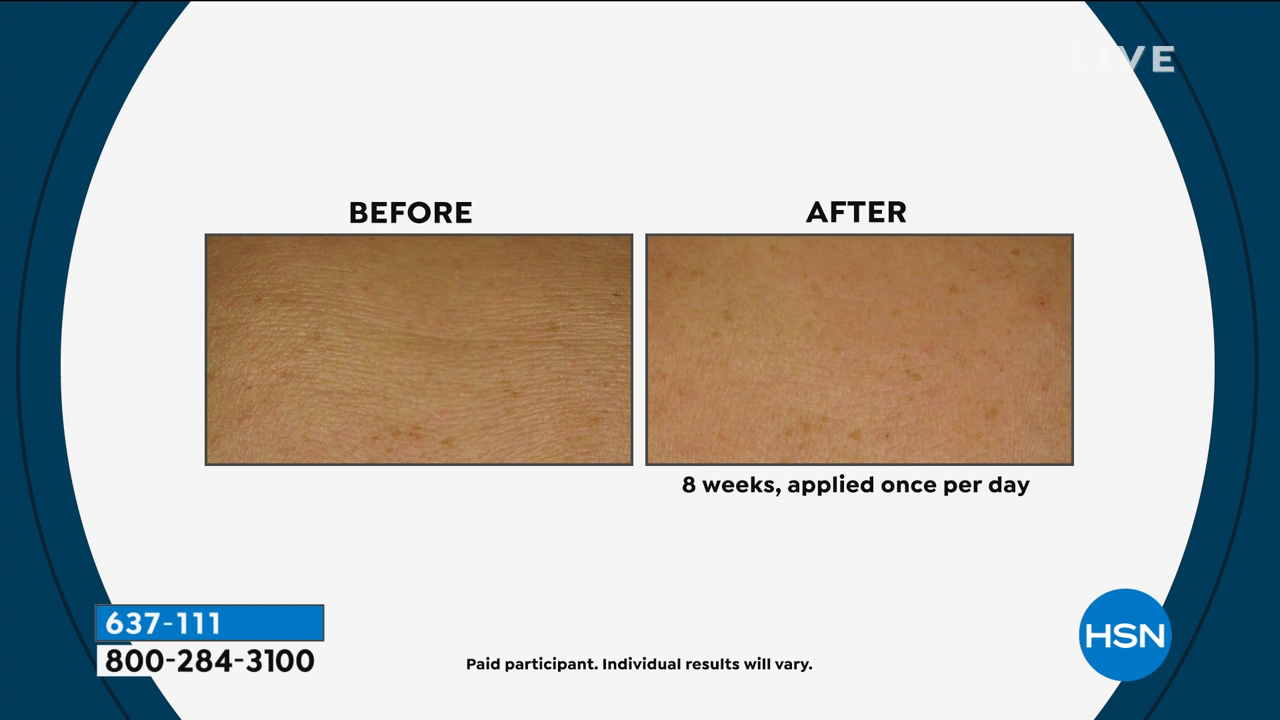 LIVE
BEFORE
AFTER
8 weeks, applied once per day
637-111
800-284-3100
Paid participant. Individual results will vary.
HSN